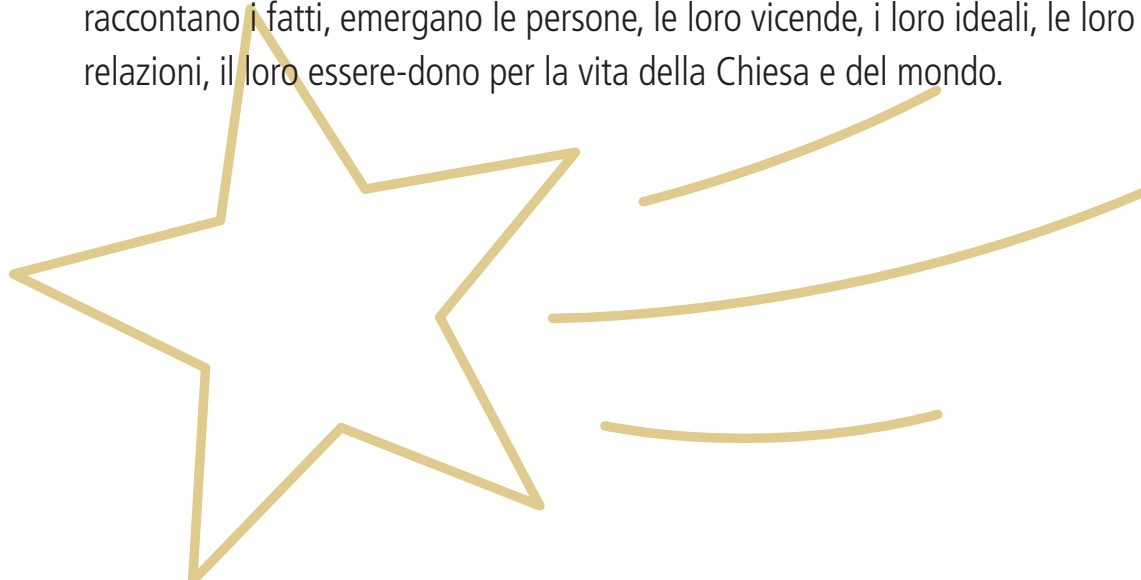 raccontano i fatti, emergano le persone, le loro vicende, i loro ideali, le loro
relazioni, il loro essere-dono per la vita della Chiesa e del mondo.